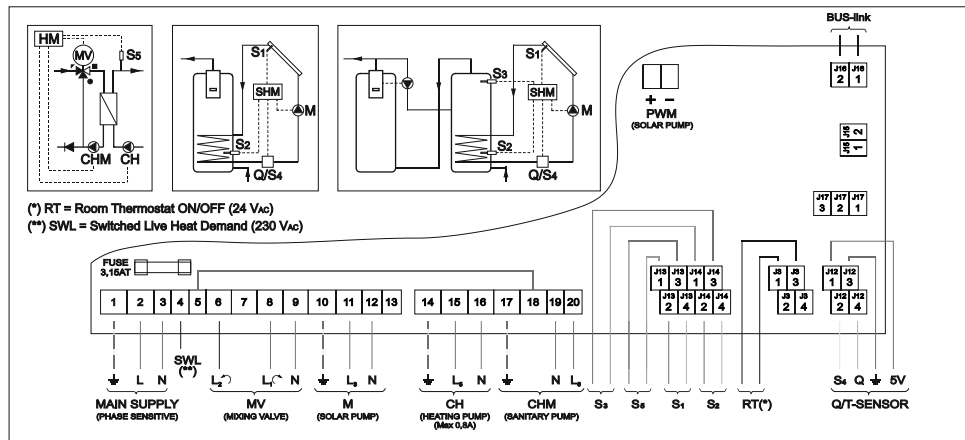 BUS-link
HM
MV
S5
CHM
CH
S1
SHM
M
S2
Q/S4
S1
S3
SHM
M
S2
Q/S4
+ −
PWM
(SOLAR PUMP)
J16 J16
2 1
J15 J15
1 2
J17 J17 J17
3 2 1
(*) RT = Room Thermostat ON/OFF (24 VAC)
(**) SWL = Switched Live Heat Demand (230 VAC)
FUSE
3,15AT
J13 J13 J14 J14
1 3 1 3
J13 J13 J14 J14
2 4 2 4
J3 J3
1 3
J3 J3
2 4
J12 J12
1 3
J12 J12
2 4
1 2 3 4 5 6 7 8 9 10 11 12 13 14 15 16 17 18 19 20
SWL
(**)
L N L2 L1 N L3 N L5 N N L6 S4 Q 5V
MAIN SUPPLY
(PHASE SENSITIVE)
MV
(MIXING VALVE)
M
(SOLAR PUMP)
CH
(HEATING PUMP)
(Max 0,8A)
CHM
(SANITARY PUMP)
S3 S5 S1 S2 RT(*)
Q/T-SENSOR